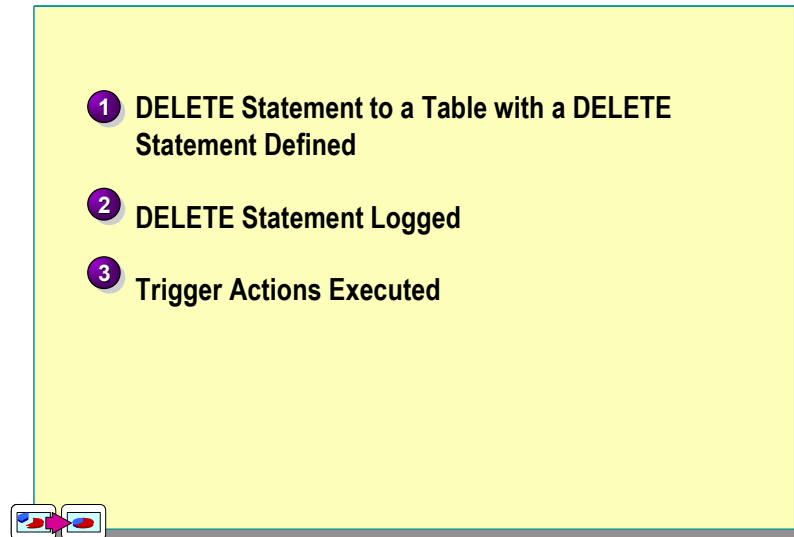 1 DELETE Statement to a Table with a DELETE
Statement Defined
2 DELETE Statement Logged
3 Trigger Actions Executed